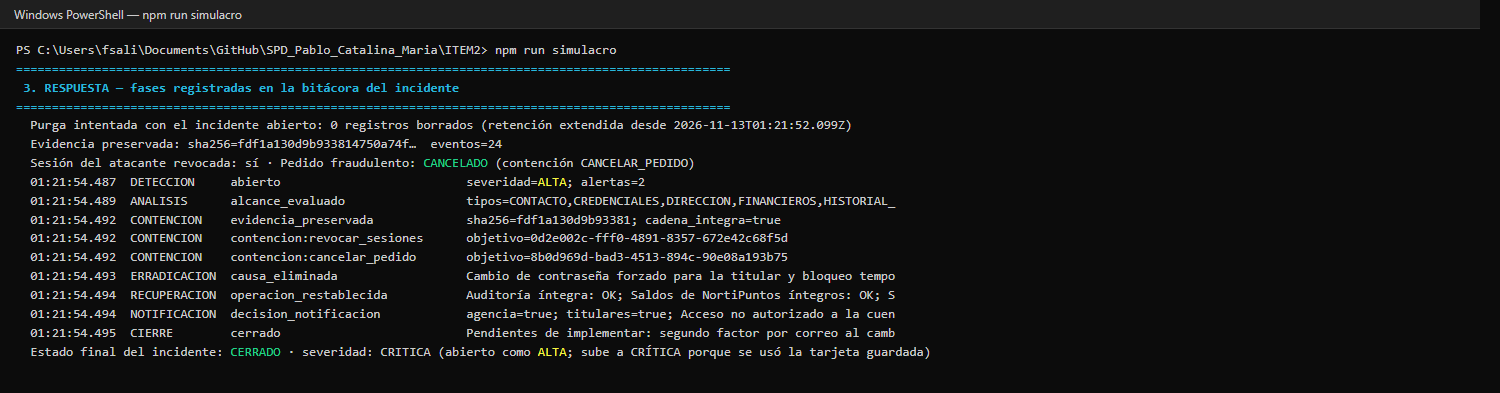 Windows PowerShell — npm run simulacro
PS C:\Users\fsali\Documents\GitHub\SPD_Pablo_Catalina_Maria\ITEM2> npm run simulacro
====================================================================================================
3. RESPUESTA — fases registradas en la bitácora del incidente
====================================================================================================
Purga intentada con el incidente abierto: 0 registros borrados (retención extendida desde 2026-11-13T01:21:52.099Z)
Evidencia preservada: sha256=fdf1a130d9b933814750a74f… eventos=24
Sesión del atacante revocada: sí · Pedido fraudulento: CANCELADO (contención CANCELAR_PEDIDO)
01:21:54.487 DETECCION abierto severidad=ALTA; alertas=2
01:21:54.489 ANALISIS alcance_evaluado tipos=CONTACTO,CREDENCIALES,DIRECCION,FINANCIEROS,HISTORIAL_
01:21:54.492 CONTENCION evidencia_preservada sha256=fdf1a130d9b93381; cadena_integra=true
01:21:54.492 CONTENCION contencion:revocar_sesiones objetivo=0d2e002c-fff0-4891-8357-672e42c68f5d
01:21:54.492 CONTENCION contencion:cancelar_pedido objetivo=8b0d969d-bad3-4513-894c-90e08a193b75
01:21:54.493 ERRADICACION causa_eliminada Cambio de contraseña forzado para la titular y bloqueo tempo
01:21:54.494 RECUPERACION operacion_restablecida Auditoría íntegra: OK; Saldos de NortiPuntos íntegros: OK; S
01:21:54.494 NOTIFICACION decision_notificacion agencia=true; titulares=true; Acceso no autorizado a la cuen
01:21:54.495 CIERRE cerrado Pendientes de implementar: segundo factor por correo al camb
Estado final del incidente: CERRADO · severidad: CRITICA (abierto como ALTA; sube a CRÍTICA porque se usó la tarjeta guardada)